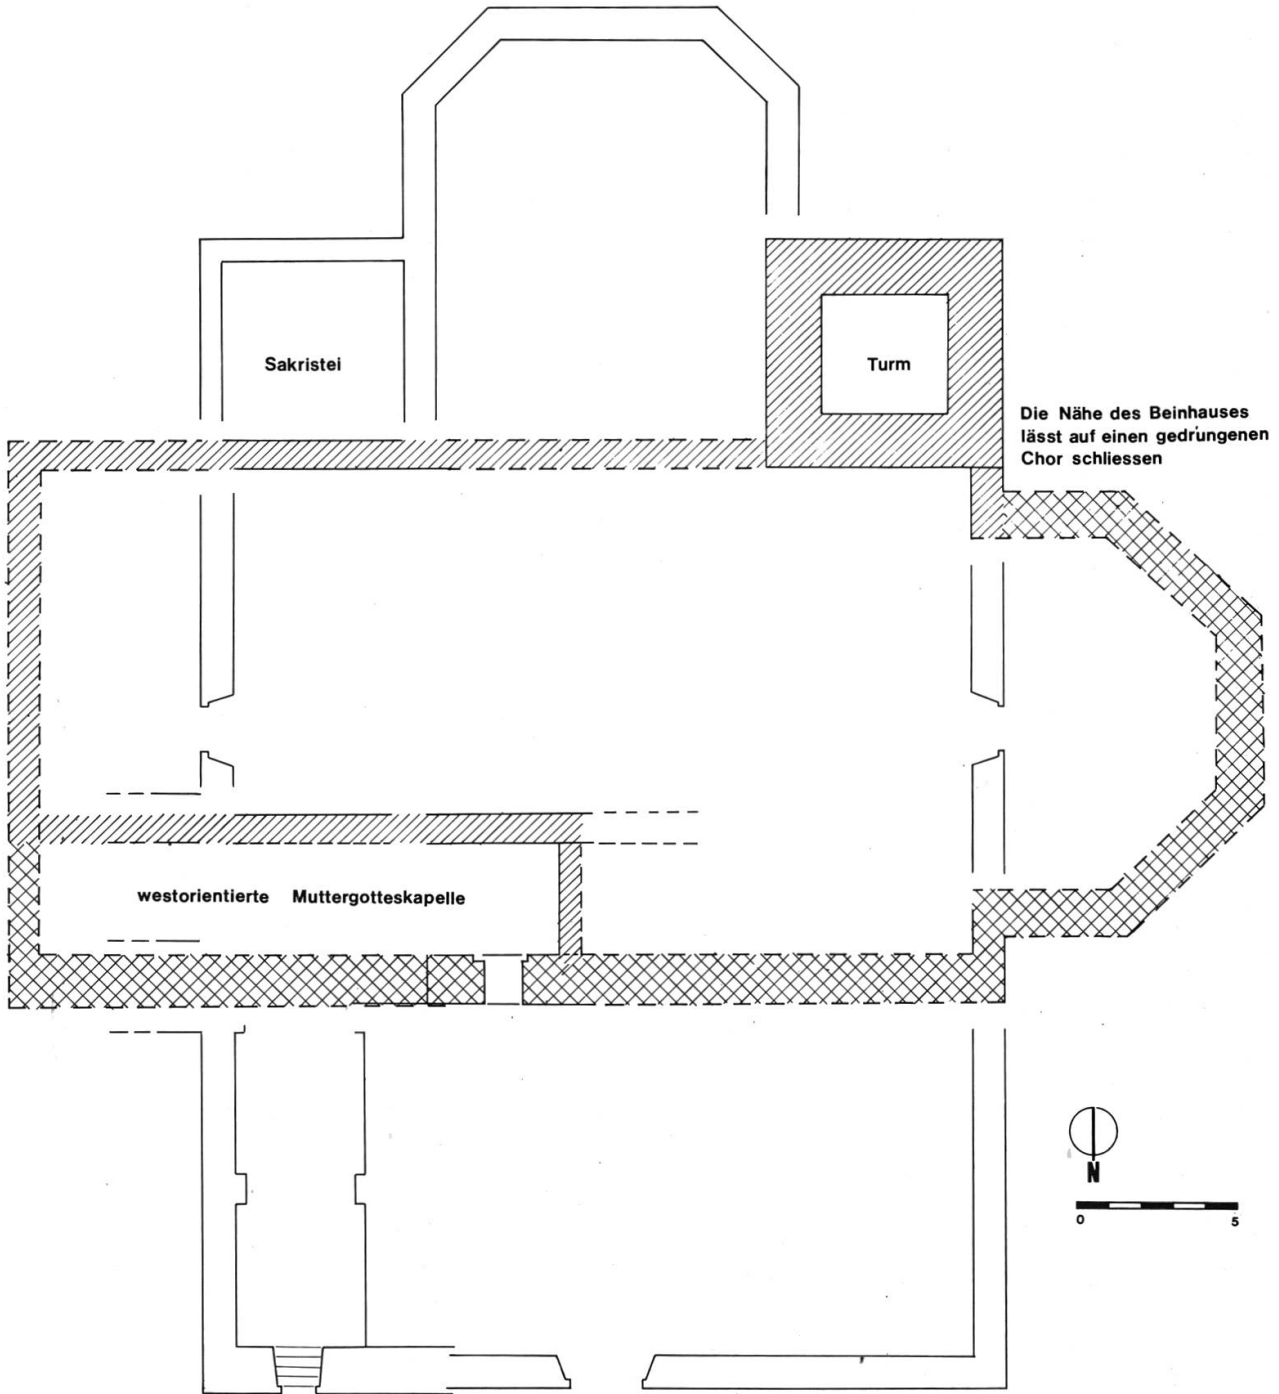 Sakristei
Turm
Die Nähe des Beinhauses
lässt auf einen gedrungenen
Chor schliessen
westorientierte Muttergotteskapelle
N
0 5